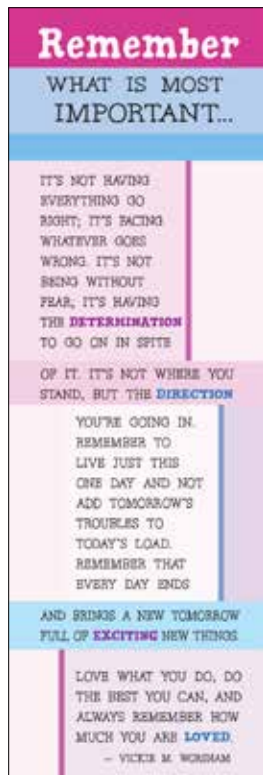 Remember
WHAT IS MOST
IMPORTANT...
IT'S NOT HAVING
EVERYTHING GO
RIGHT; IT'S FACING
WHATEVER GOES
WRONG. IT'S NOT
BEING WITHOUT
FEAR; IT'S HAVING
THE DETERMINATION
TO GO ON IN SPITE
OF IT. IT'S NOT WHERE YOU
STAND, BUT THE DIRECTION
YOU'RE GOING IN.
REMEMBER TO
LIVE JUST THIS
ONE DAY AND NOT
ADD TOMORROW'S
TROUBLES TO
TODAY'S LOAD.
REMEMBER THAT
EVERY DAY ENDS
AND BRINGS A NEW TOMORROW
FULL OF EXCITING NEW THINGS.
LOVE WHAT YOU DO, DO
THE BEST YOU CAN, AND
ALWAYS REMEMBER HOW
MUCH YOU ARE LOVED.
— VICKIE M. WORSHAM